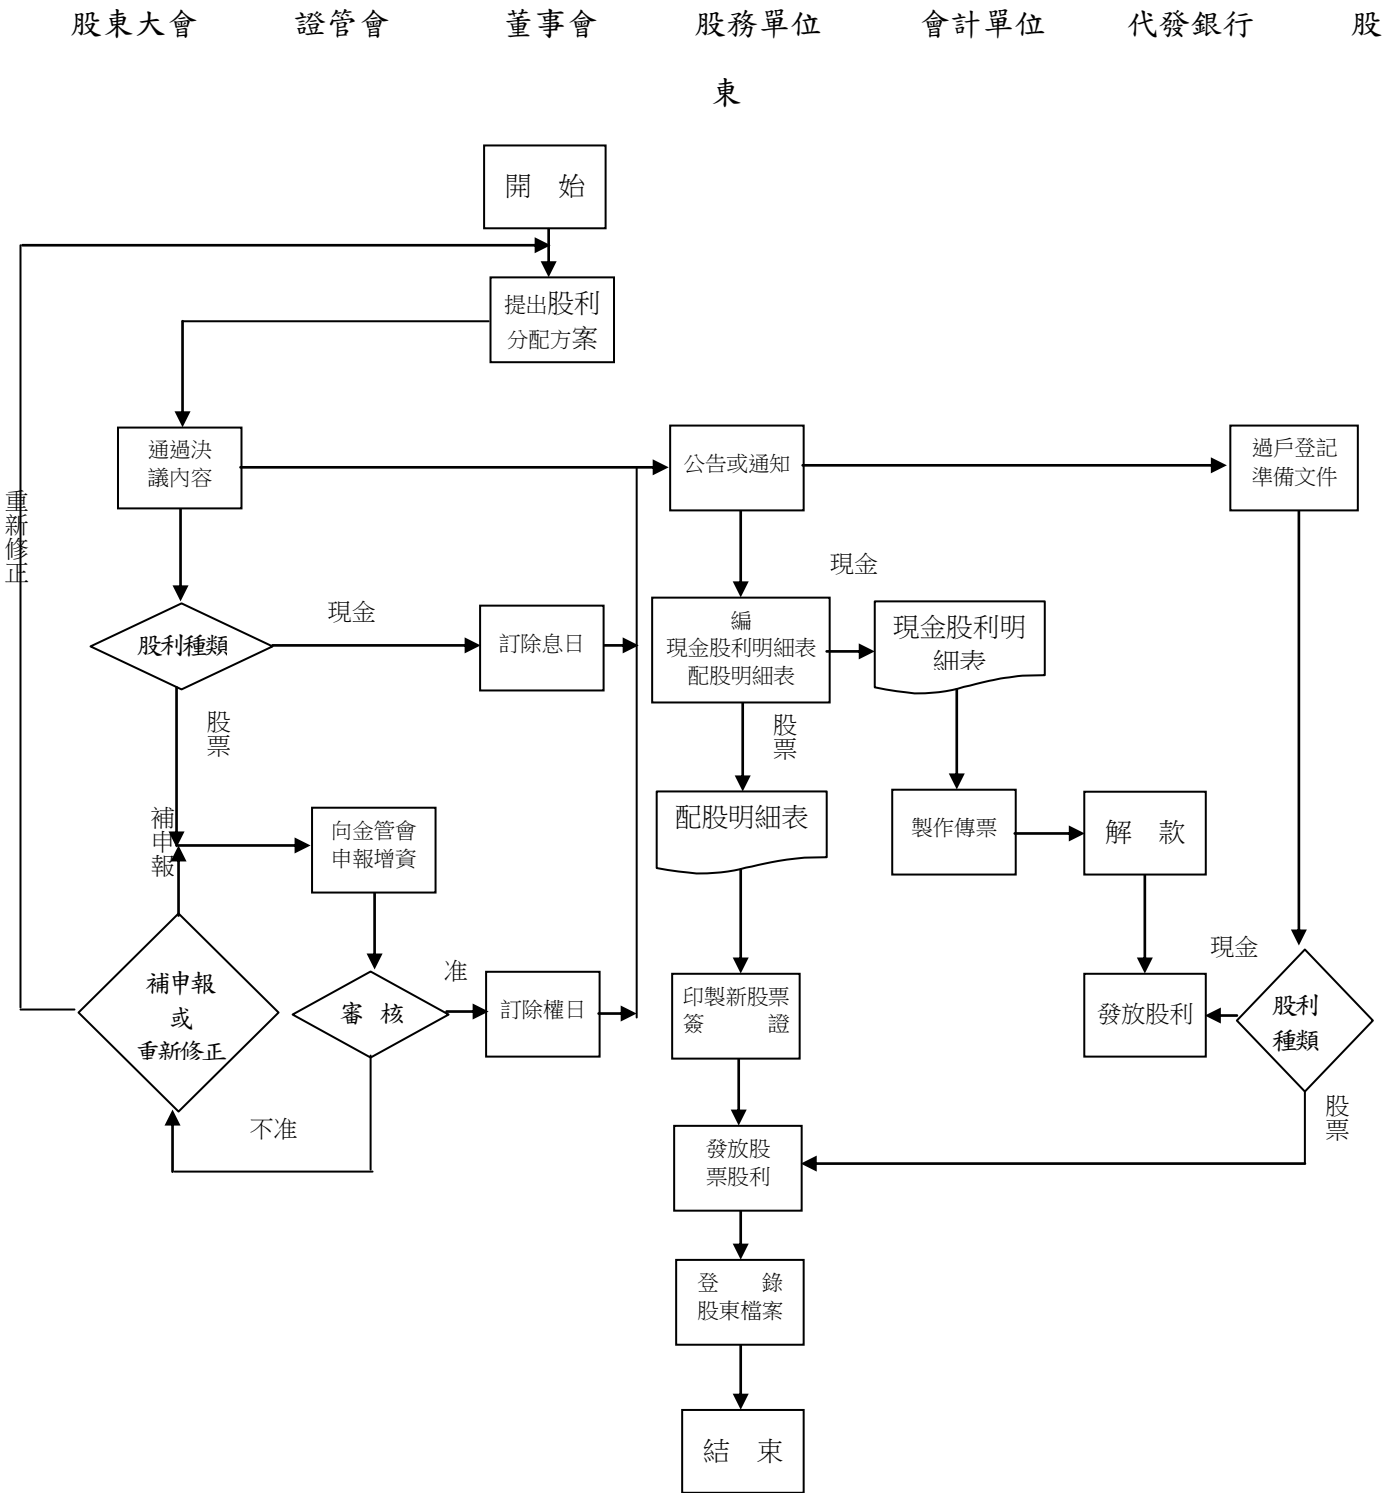 股東大會 證管會 董事會 股務單位 會計單位 代發銀行 股
東
開 始
提出股利
分配方案
通過決
議內容
公告或通知
過戶登記
準備文件
重新修正
現金
股利種類
現金
訂除息日
編
現金股利明細表
配股明細表
現金股利明
細表
股票
股票
補申報
向金管會
申報增資
配股明細表
製作傳票
解 款
補申報
或
重新修正
審 核
准
訂除權日
印製新股票
簽 證
現金
發放股利
股利
種類
不准
股票
發放股
票股利
登 錄
股東檔案
結 束